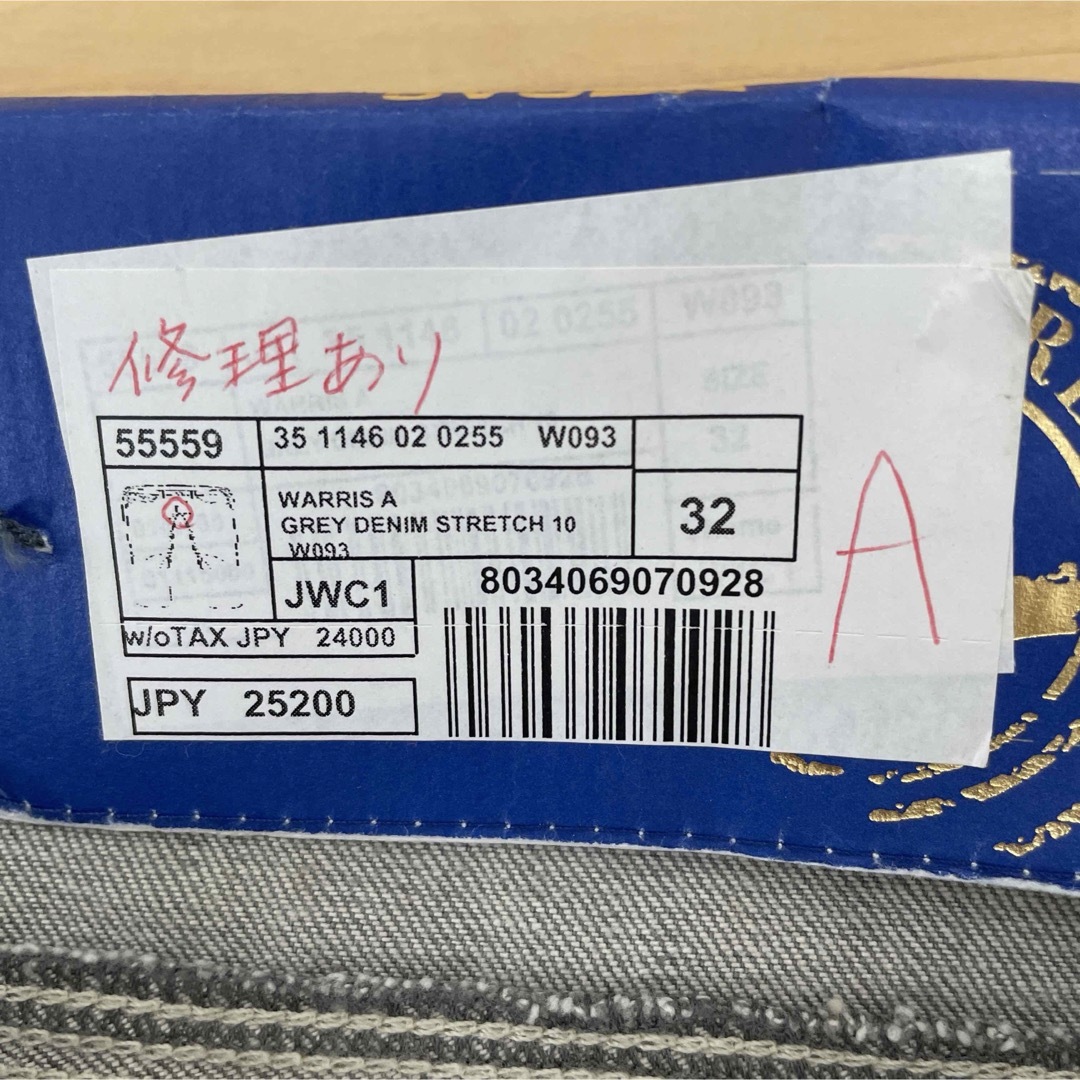 修理あり
55559 35 1146 02 0255 W093
WARRIS A
GREY DENIM STRETCH 10 32
W093
JWC1 8034069070928
w/oTAX JPY 24000
JPY 25200
A